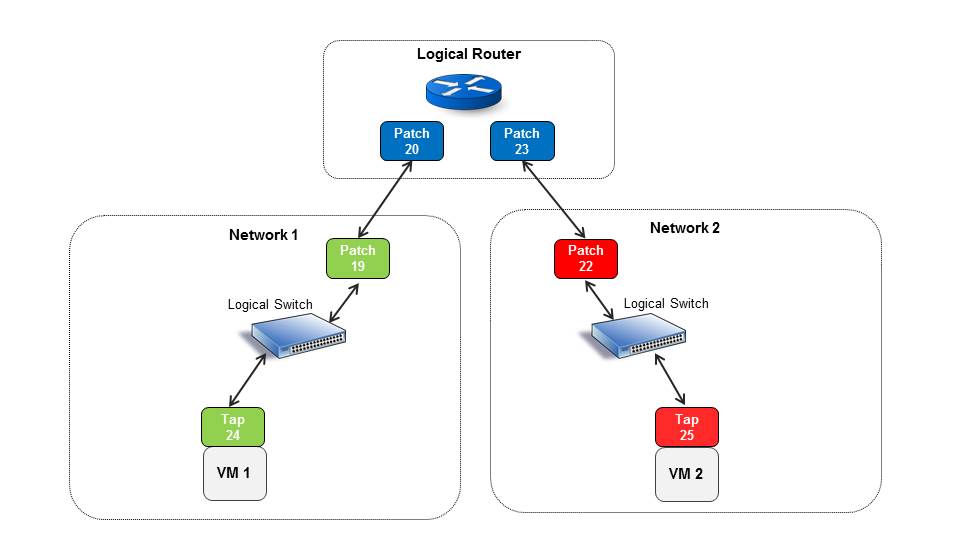 Logical Router
Patch
20
Patch
23
Network 1
Patch
19
Logical Switch
Tap
24
VM 1
Network 2
Patch
22
Logical Switch
Tap
25
VM 2